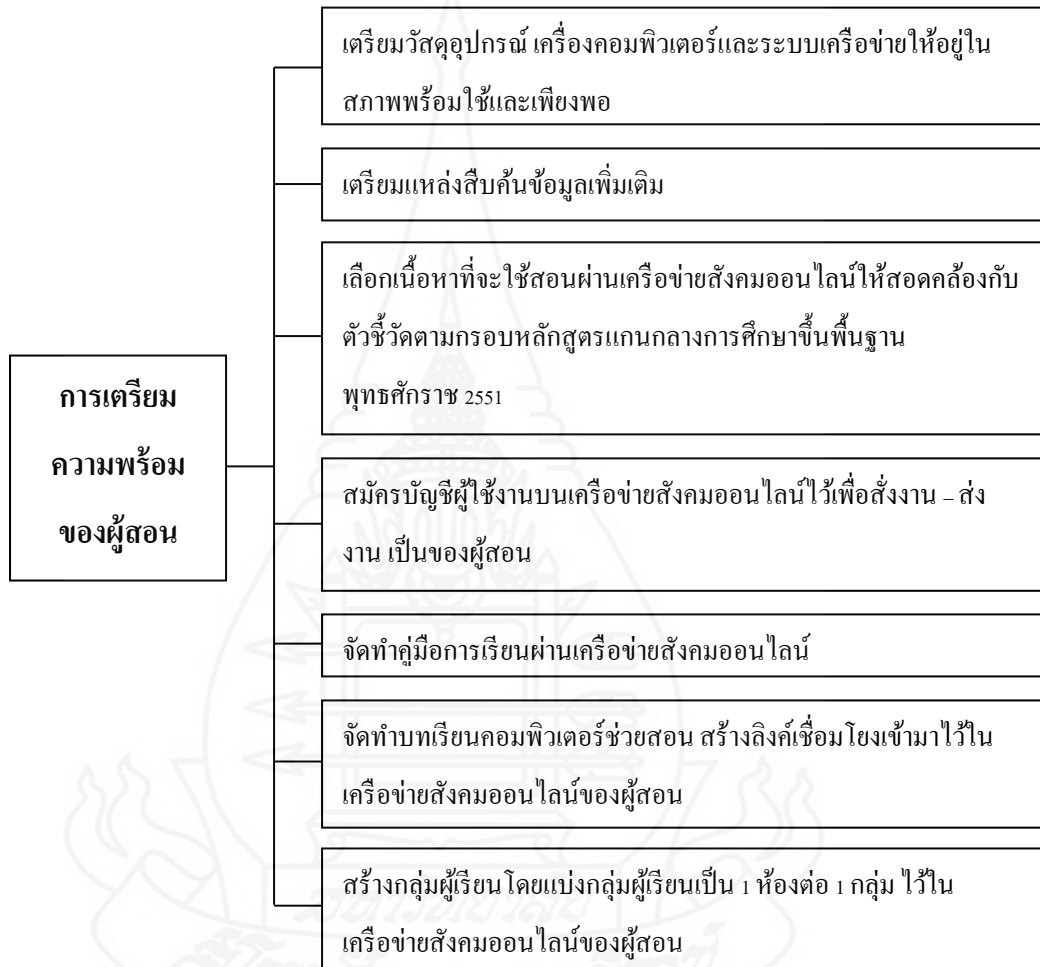 เตรียมวัสดุอุปกรณ์ เครื่องคอมพิวเตอร์และระบบเครือข่ายให้อยู่ใน
สภาพพร้อมใช้และเพียงพอ
เตรียมแหล่งสืบค้นข้อมูลเพิ่มเติม
เลือกเนื้อหาที่จะใช้สอนผ่านเครือข่ายสังคมออนไลน์ให้สอดคล้องกับ
ตัวชี้วัดตามกรอบหลักสูตรแกนกลางการศึกษาขึ้นพื้นฐาน
พุทธศักราช 2551
การเตรียม
ความพร้อม
ของผู้สอน
สมัครบัญชีผู้ใช้งานบนเครือข่ายสังคมออนไลน์ไว้เพื่อสั่งงาน – ส่ง
งาน เป็นของผู้สอน
จัดทำคู่มือการเรียนผ่านเครือข่ายสังคมออนไลน์
จัดทำบทเรียนคอมพิวเตอร์ช่วยสอน สร้างลิงค์เชื่อมโยงเข้ามาไว้ใน
เครือข่ายสังคมออนไลน์ของผู้สอน
สร้างกลุ่มผู้เรียน โดยแบ่งกลุ่มผู้เรียนเป็น 1 ห้องต่อ 1 กลุ่ม ไว้ใน
เครือข่ายสังคมออนไลน์ของผู้สอน